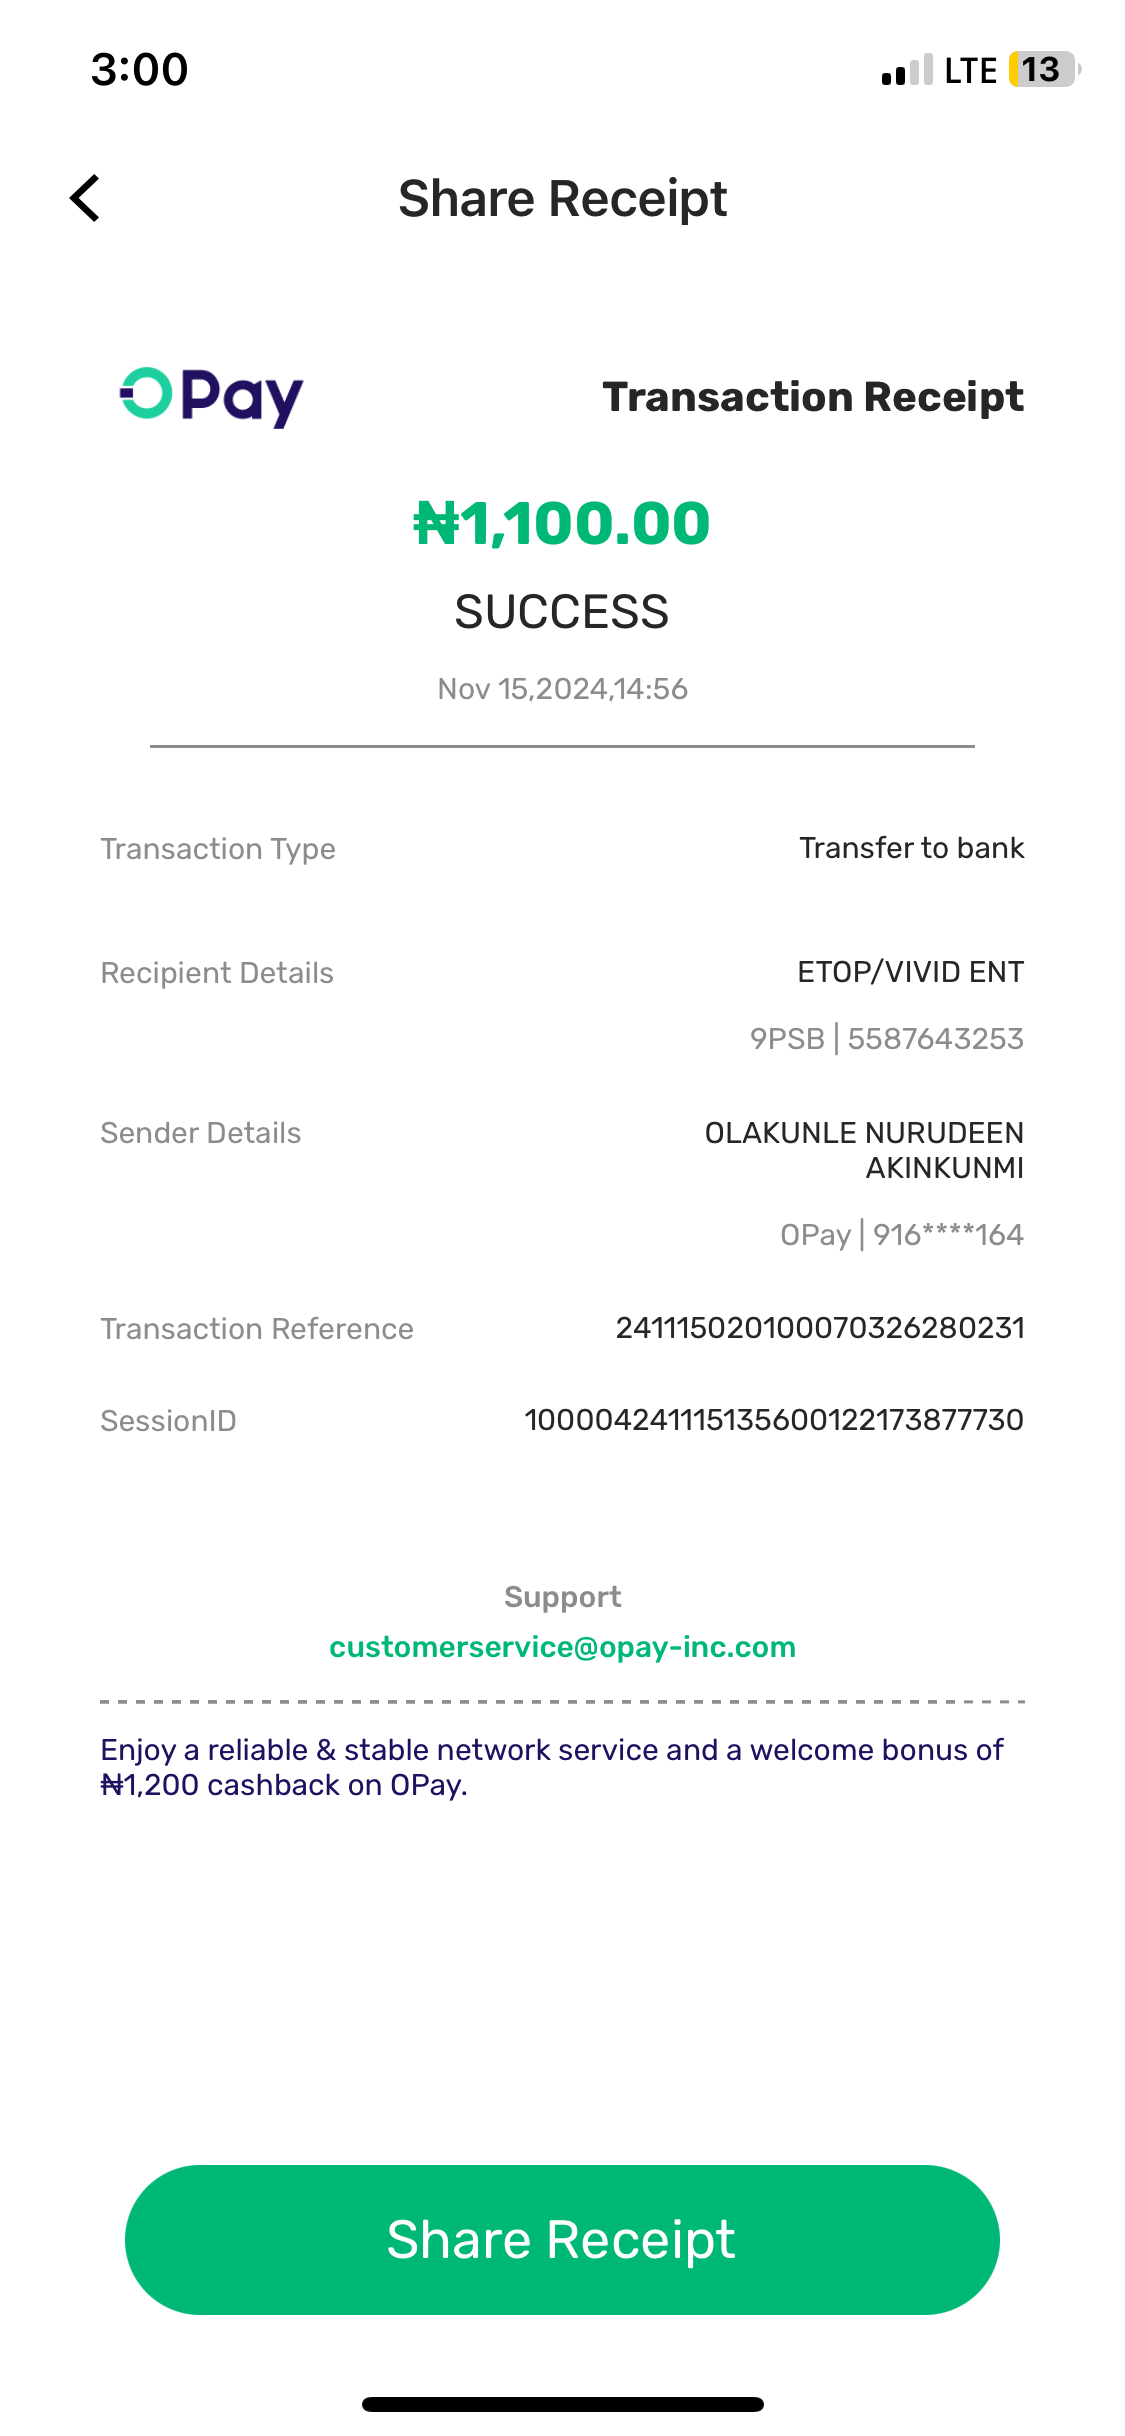 3:00 LTE 13
Share Receipt
OPay Transaction Receipt
₦1,100.00
SUCCESS
Nov 15,2024,14:56
Transaction Type Transfer to bank
Recipient Details ETOP/VIVID ENT
9PSB | 5587643253
Sender Details OLAKUNLE NURUDEEN
AKINKUNMI
OPay | 916****164
Transaction Reference 241115020100070326280231
SessionID 100004241115135600122173877730
Support
customerservice@opay-inc.com
Enjoy a reliable & stable network service and a welcome bonus of
₦1,200 cashback on OPay.
Share Receipt